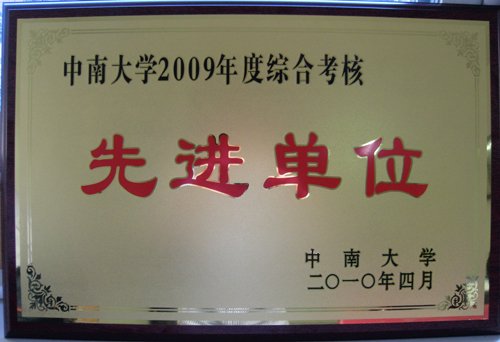 中南大学2009年度综合考核
先进单位
中南大学
二〇一〇年四月